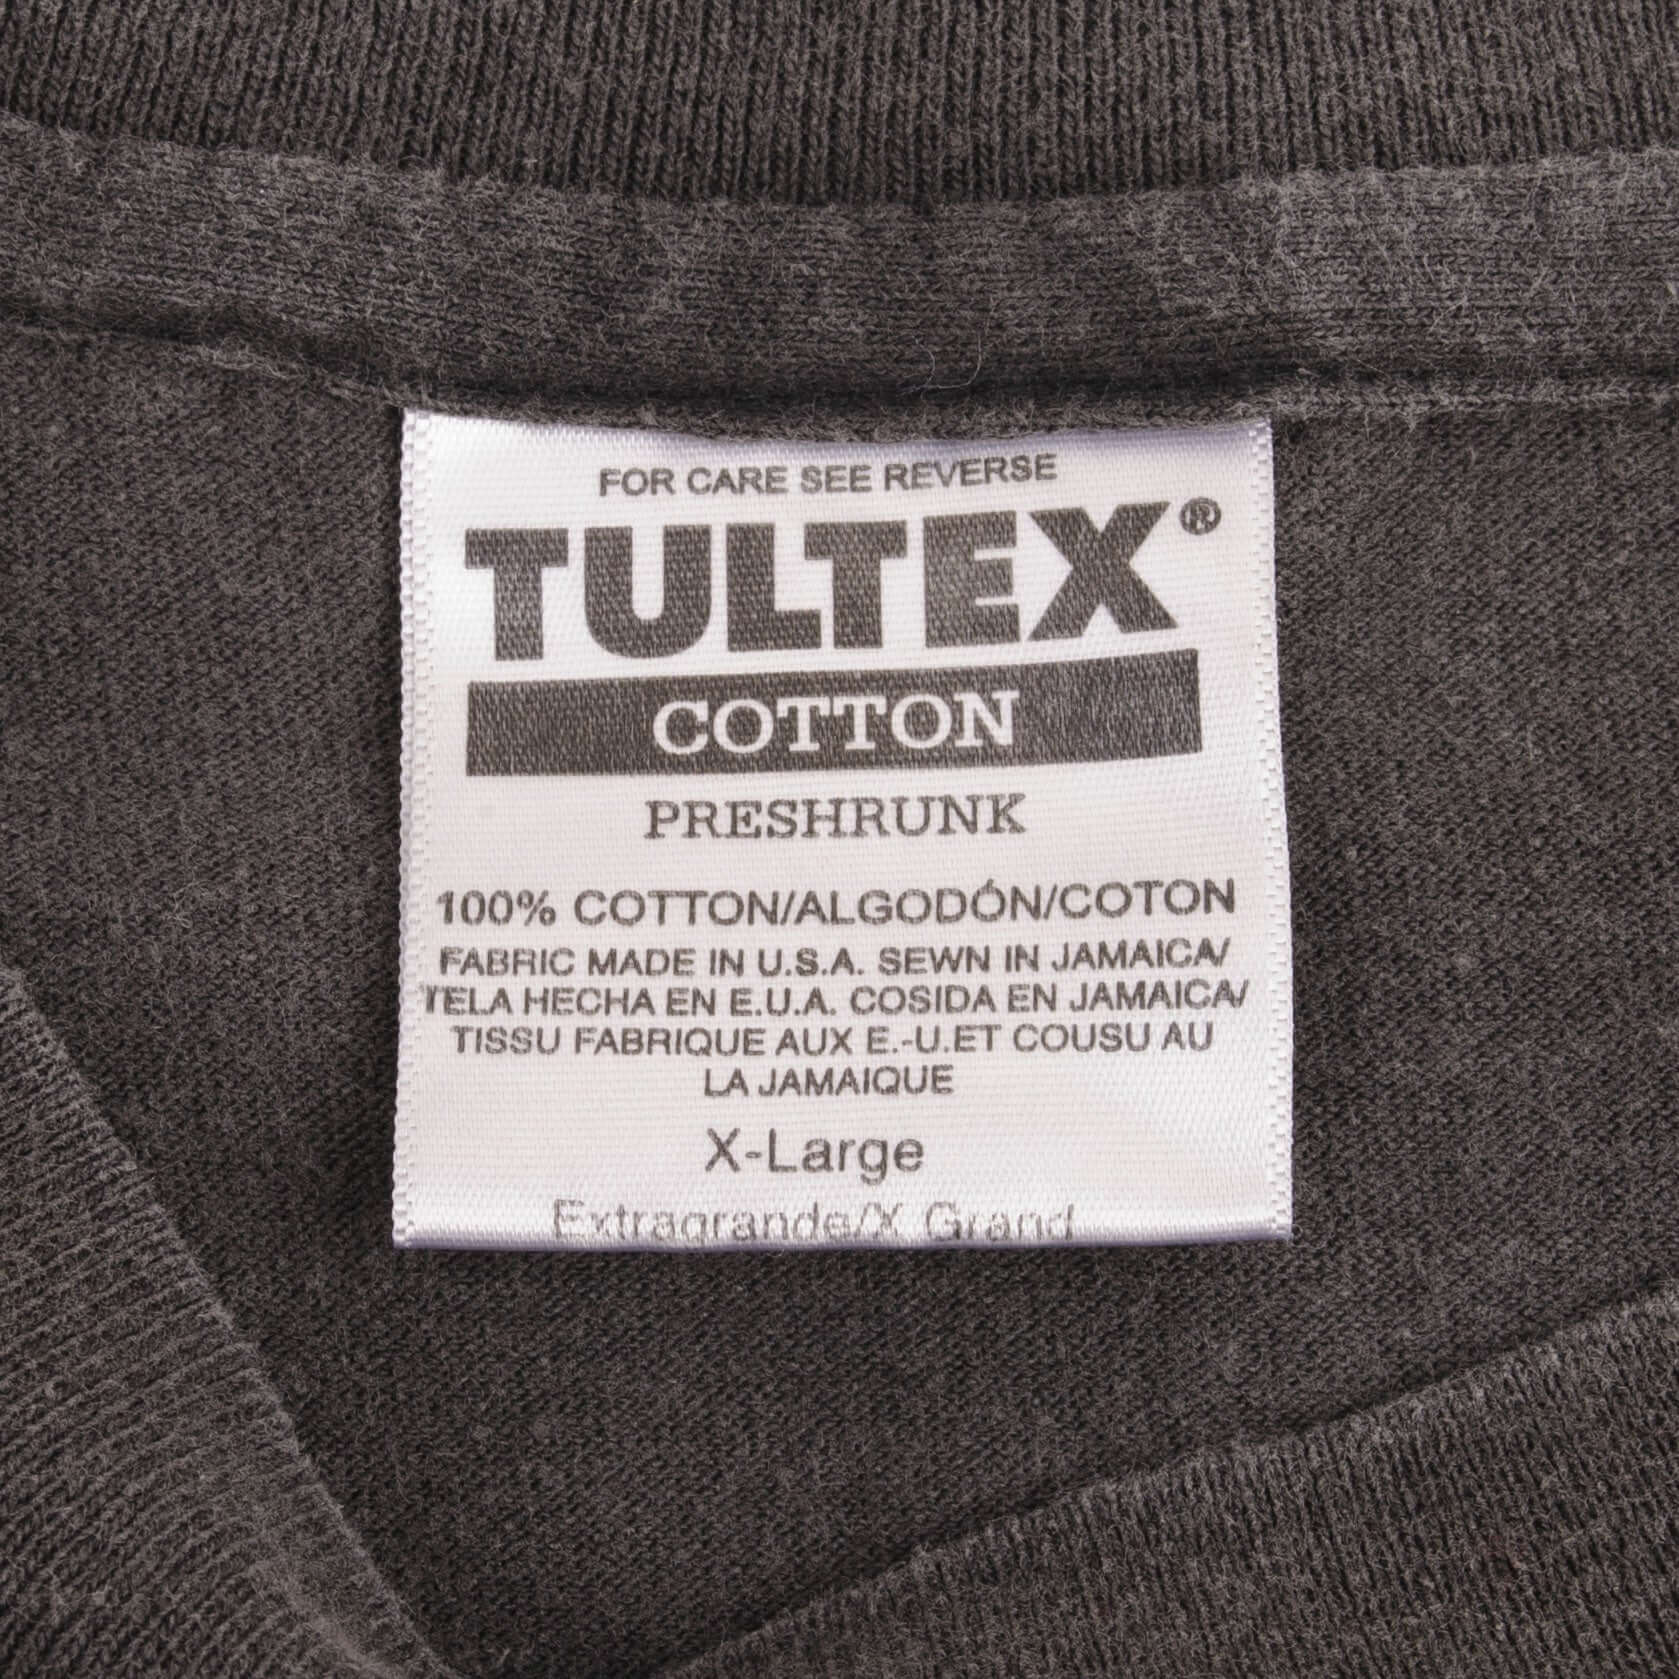 FOR CARE SEE REVERSE
TULTEX®
COTTON
PRESHRUNK
100% COTTON/ALGODÓN/COTON
FABRIC MADE IN U.S.A. SEWN IN JAMAICA/
TELA HECHA EN E.U.A. COSIDA EN JAMAICA/
TISSU FABRIQUE AUX E.-U.ET COUSU AU
LA JAMAIQUE
X-Large
Extragrande/X Grand